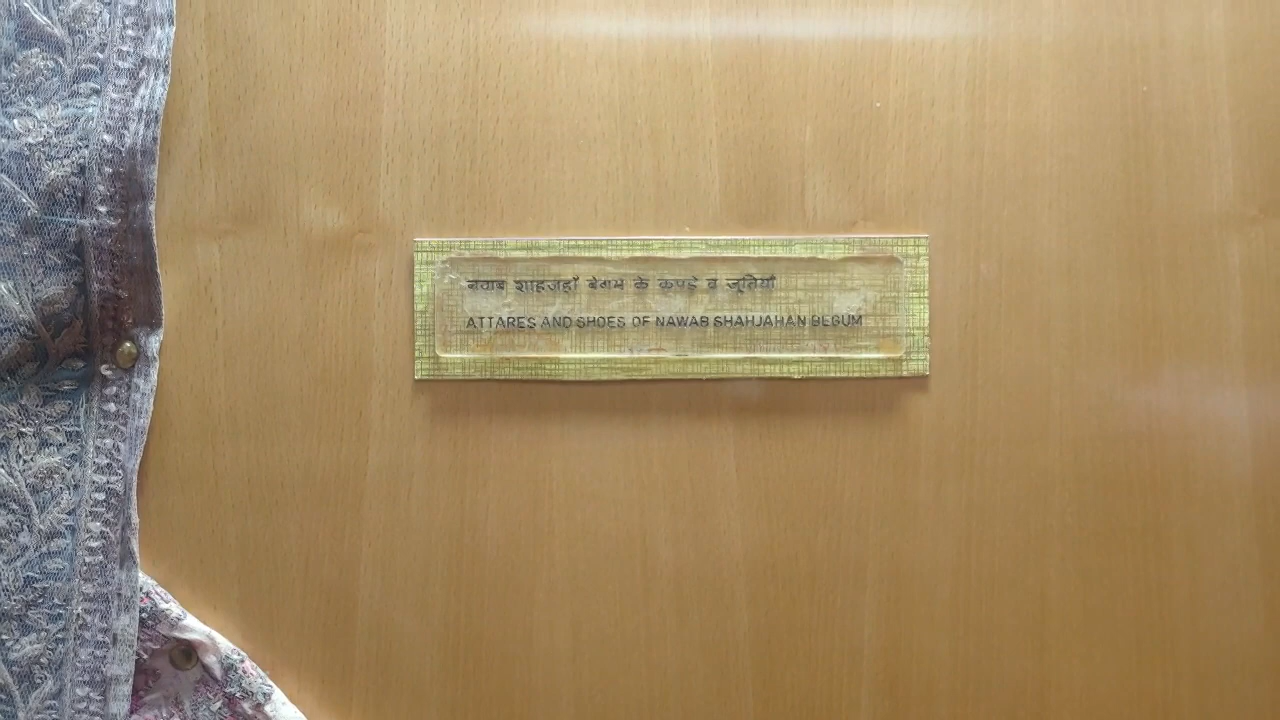 नवाब शाहजहाँ बेगम के कपडे व जूतियाँ
ATTARES AND SHOES OF NAWAB SHAHJAHAN BEGUM